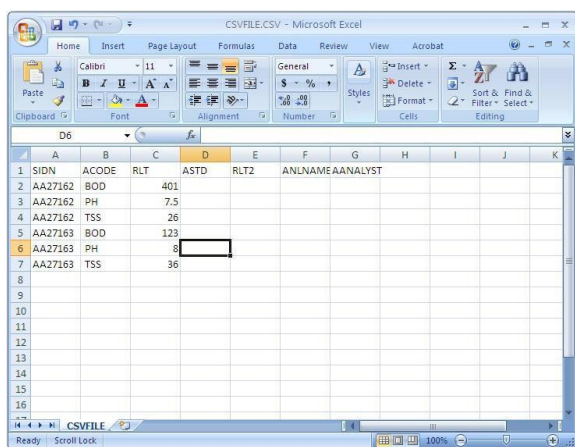 CSVFILE.CSV - Microsoft Excel
Home Insert Page Layout Formulas Data Review View Acrobat
Calibri 11 General
Paste B I U A A $ % , Styles Insert Delete Format Σ Sort & Filter Find & Select
Clipboard Font Alignment Number Cells Editing
D6 fx
A B C D E F G H I J K
1 SIDN ACODE RLT ASTD RLT2 ANLNAME AANALYST
2 AA27162 BOD 401
3 AA27162 PH 7.5
4 AA27162 TSS 26
5 AA27163 BOD 123
6 AA27163 PH 8
7 AA27163 TSS 36
8
9
10
11
12
13
14
15
16
CSVFILE
Ready Scroll Lock 100%